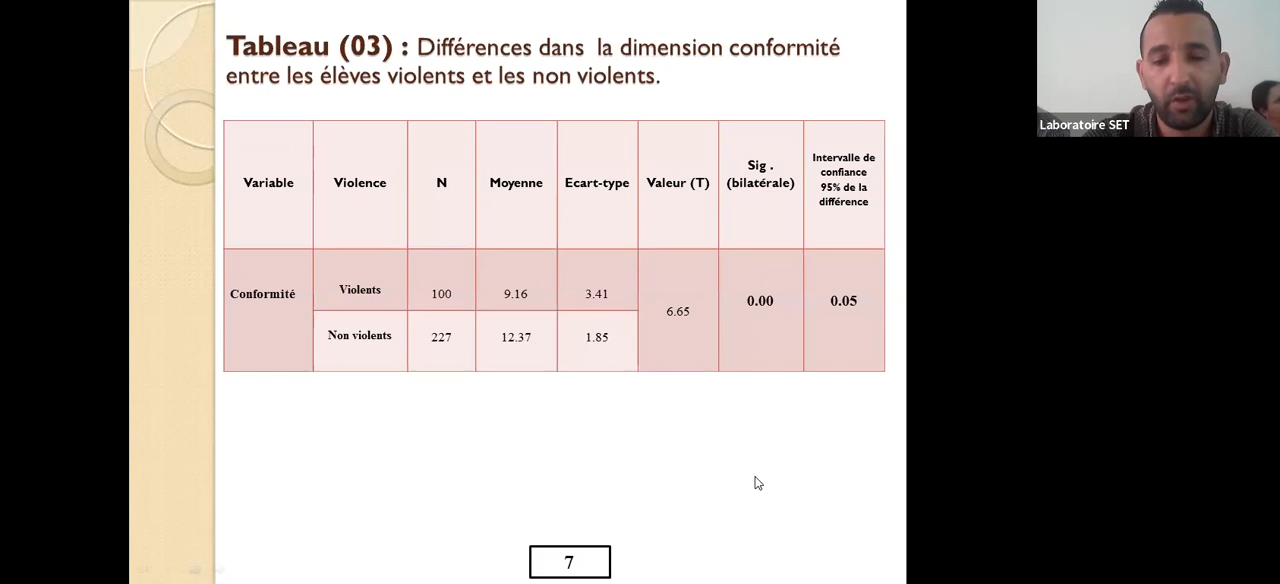 Tableau (03) : Différences dans la dimension conformité
entre les élèves violents et les non violents.
Variable
Violence
N
Moyenne
Ecart-type
Valeur (T)
Sig .
(bilatérale)
Intervalle de
confiance
95% de la
différence
Conformité
Violents
100
9.16
3.41
6.65
0.00
0.05
Non violents
227
12.37
1.85
7
Laboratoire SET